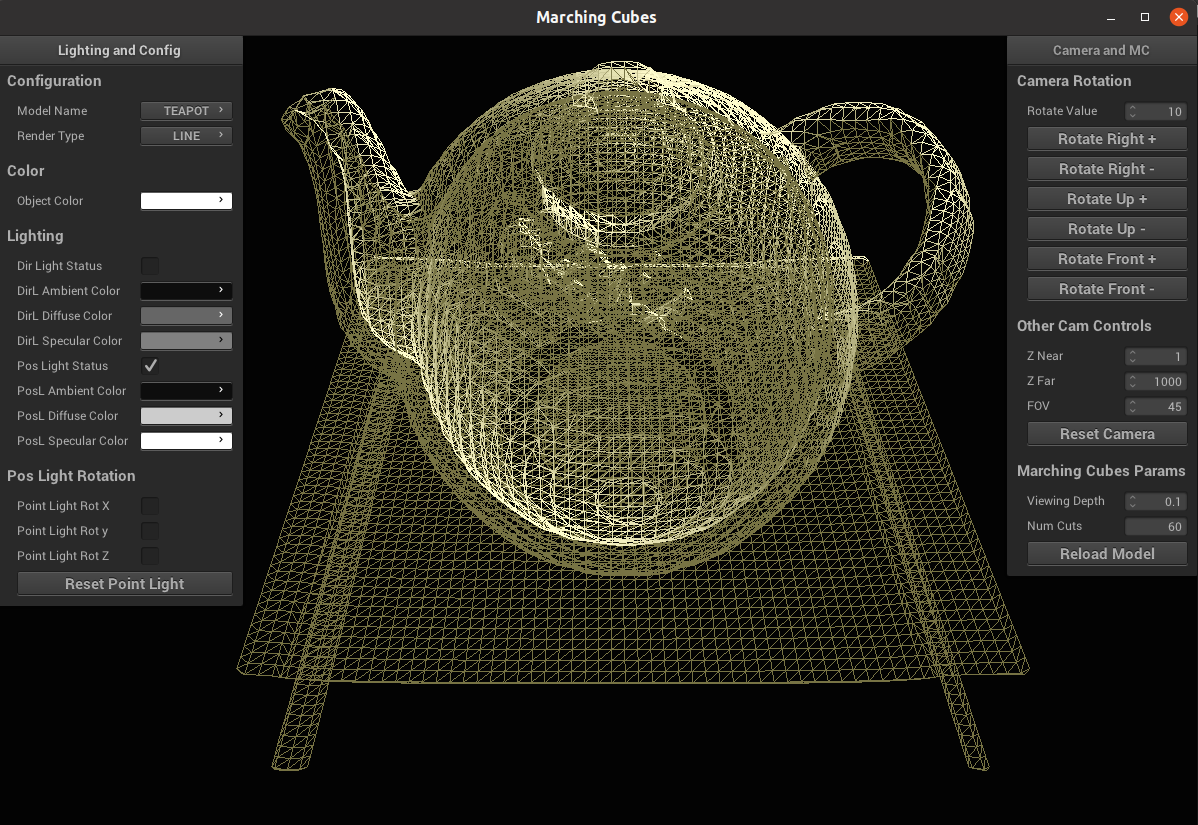 Marching Cubes
Lighting and Config
Configuration
Model Name TEAPOT
Render Type LINE
Color
Object Color
Lighting
Dir Light Status
DirL Ambient Color
DirL Diffuse Color
DirL Specular Color
Pos Light Status
PosL Ambient Color
PosL Diffuse Color
PosL Specular Color
Pos Light Rotation
Point Light Rot X
Point Light Rot y
Point Light Rot Z
Reset Point Light
Camera and MC
Camera Rotation
Rotate Value 10
Rotate Right +
Rotate Right -
Rotate Up +
Rotate Up -
Rotate Front +
Rotate Front -
Other Cam Controls
Z Near 1
Z Far 1000
FOV 45
Reset Camera
Marching Cubes Params
Viewing Depth 0.1
Num Cuts 60
Reload Model